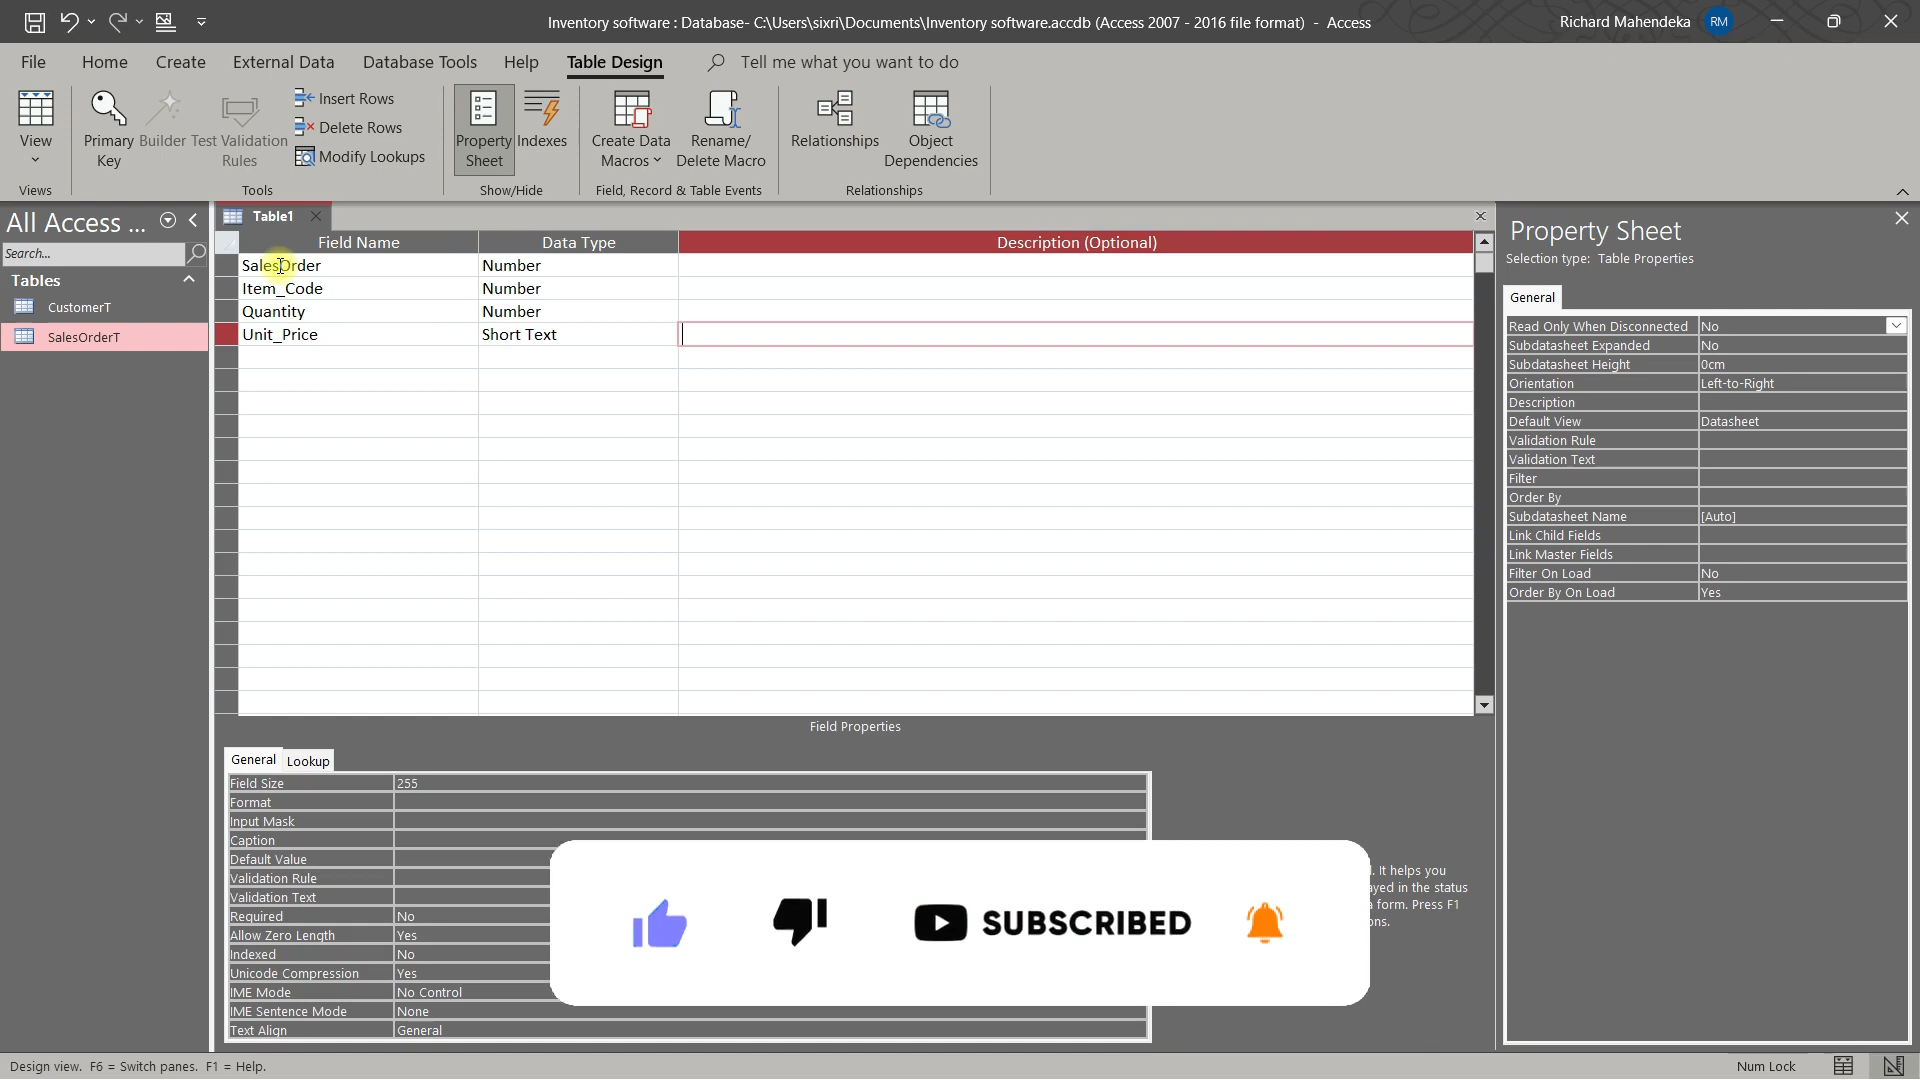 Inventory software : Database- C:\Users\sixri\Documents\Inventory software.accdb (Access 2007 - 2016 file format) - Access
Richard Mahendeka RM
File Home Create External Data Database Tools Help Table Design Tell me what you want to do
View
Primary Key
Builder
Test Validation Rules
Insert Rows
Delete Rows
Modify Lookups
Property Sheet
Indexes
Create Data Macros
Rename/ Delete Macro
Relationships
Object Dependencies
Views Tools Show/Hide Field, Record & Table Events Relationships
All Access ...
Search...
Tables
CustomerT
SalesOrderT
Table1
Field Name Data Type Description (Optional)
SalesOrder Number
Item_Code Number
Quantity Number
Unit_Price Short Text
Field Properties
General Lookup
Field Size 255
Format
Input Mask
Caption
Default Value
Validation Rule
Validation Text
Required No
Allow Zero Length Yes
Indexed No
Unicode Compression Yes
IME Mode No Control
IME Sentence Mode None
Text Align General
. It helps you
ayed in the status
form. Press F1
ons.
SUBSCRIBED
Property Sheet
Selection type: Table Properties
General
Read Only When Disconnected No
Subdatasheet Expanded No
Subdatasheet Height 0cm
Orientation Left-to-Right
Description
Default View Datasheet
Validation Rule
Validation Text
Filter
Order By
Subdatasheet Name [Auto]
Link Child Fields
Link Master Fields
Filter On Load No
Order By On Load Yes
Design view. F6 = Switch panes. F1 = Help.
Num Lock